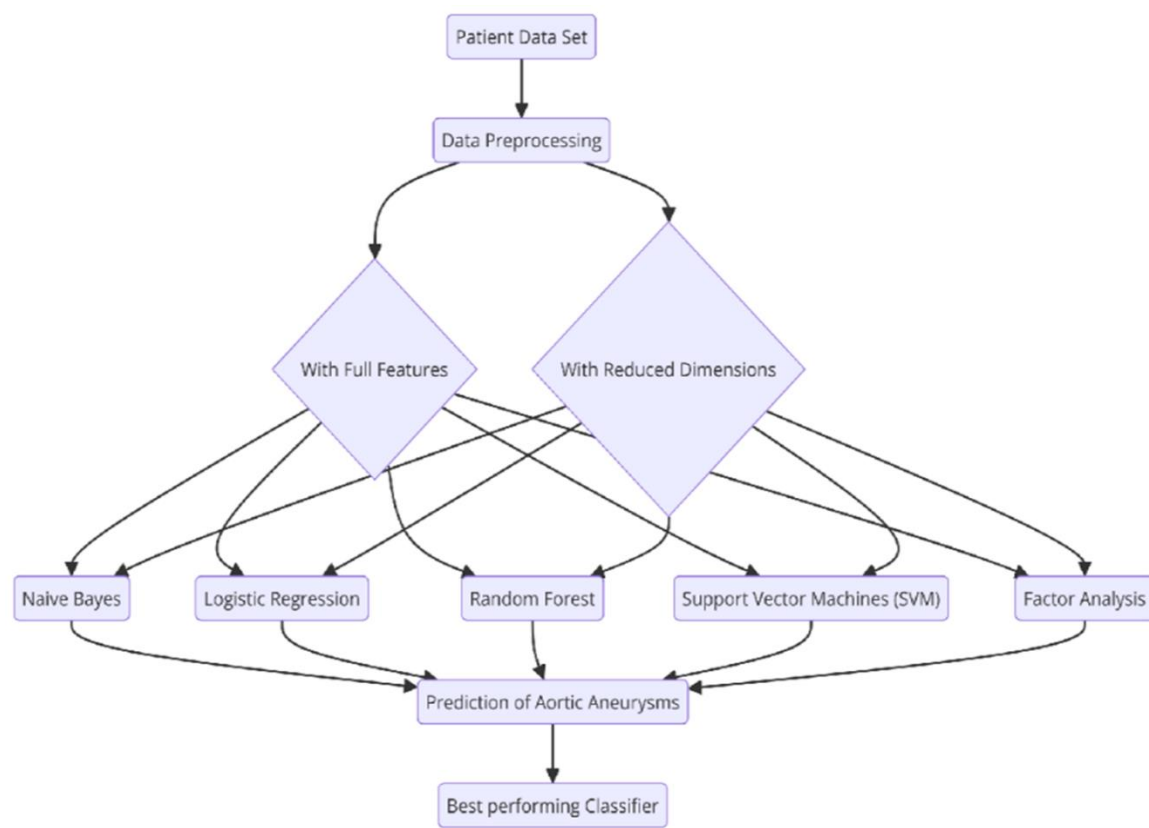 Patient Data Set
Data Preprocessing
With Full Features
With Reduced Dimensions
Naive Bayes
Logistic Regression
Random Forest
Support Vector Machines (SVM)
Factor Analysis
Prediction of Aortic Aneurysms
Best performing Classifier